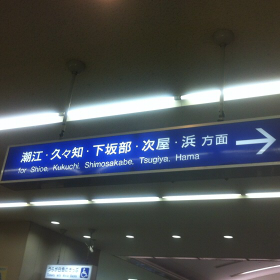 潮江・久々知・下坂部・次屋・浜 方面
for Shioe, Kukuchi, Shimosakabe, Tsugiya, Hama